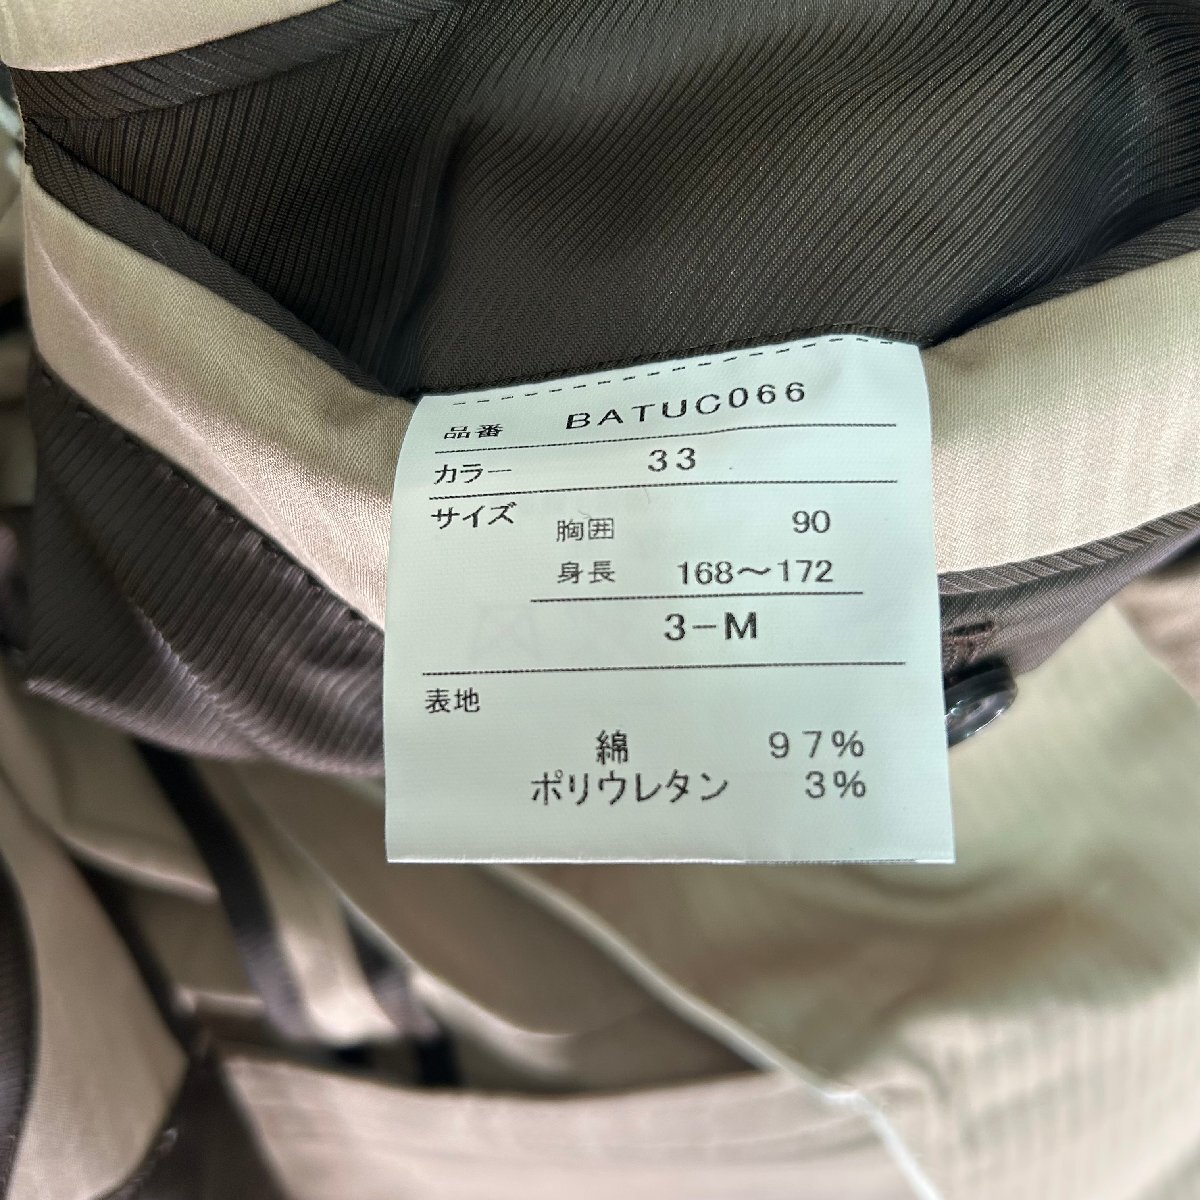 品番 BATUC066
カラー 33
サイズ 胸囲 90
身長 168〜172
3-M
表地
綿 97%
ポリウレタン 3%